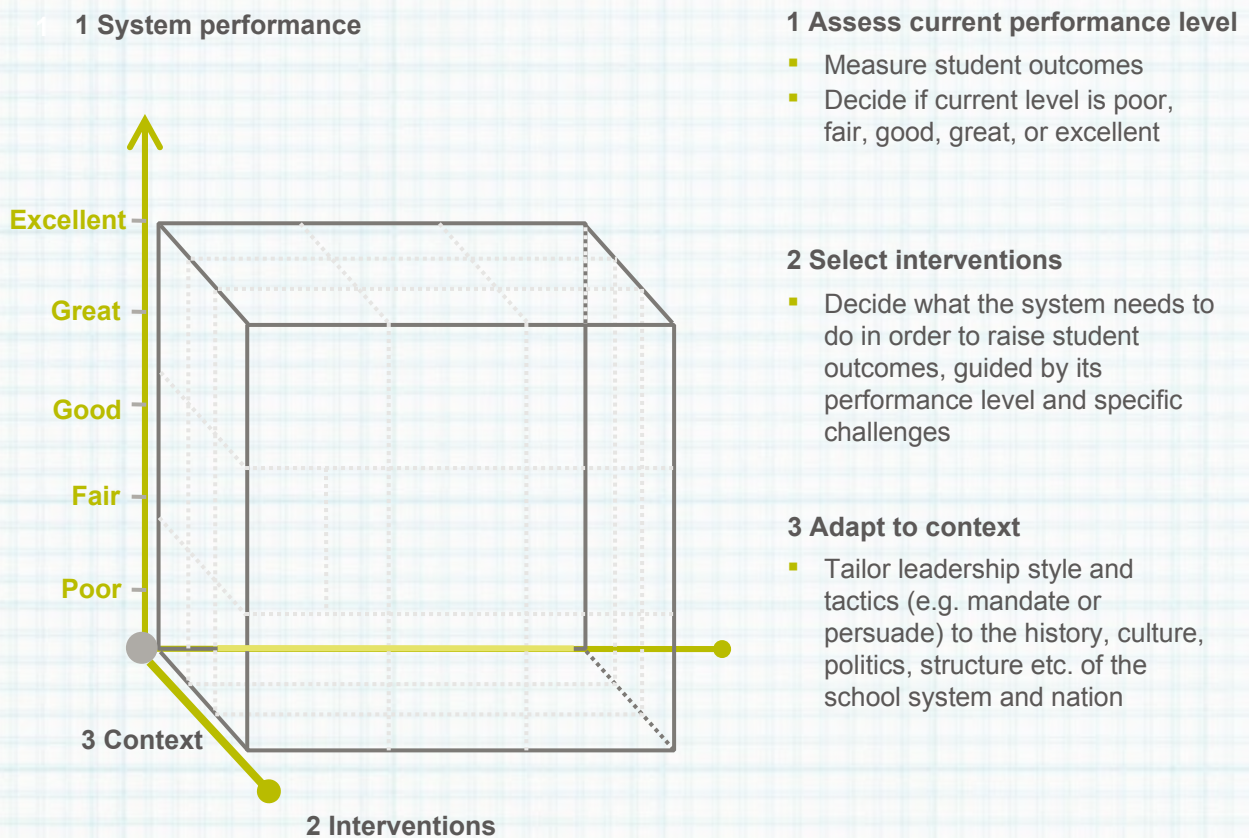 1 System performance
Excellent
Great
Good
Fair
Poor
3 Context
2 Interventions
1 Assess current performance level
▪ Measure student outcomes
▪ Decide if current level is poor,
fair, good, great, or excellent
2 Select interventions
▪ Decide what the system needs to
do in order to raise student
outcomes, guided by its
performance level and specific
challenges
3 Adapt to context
▪ Tailor leadership style and
tactics (e.g. mandate or
persuade) to the history, culture,
politics, structure etc. of the
school system and nation